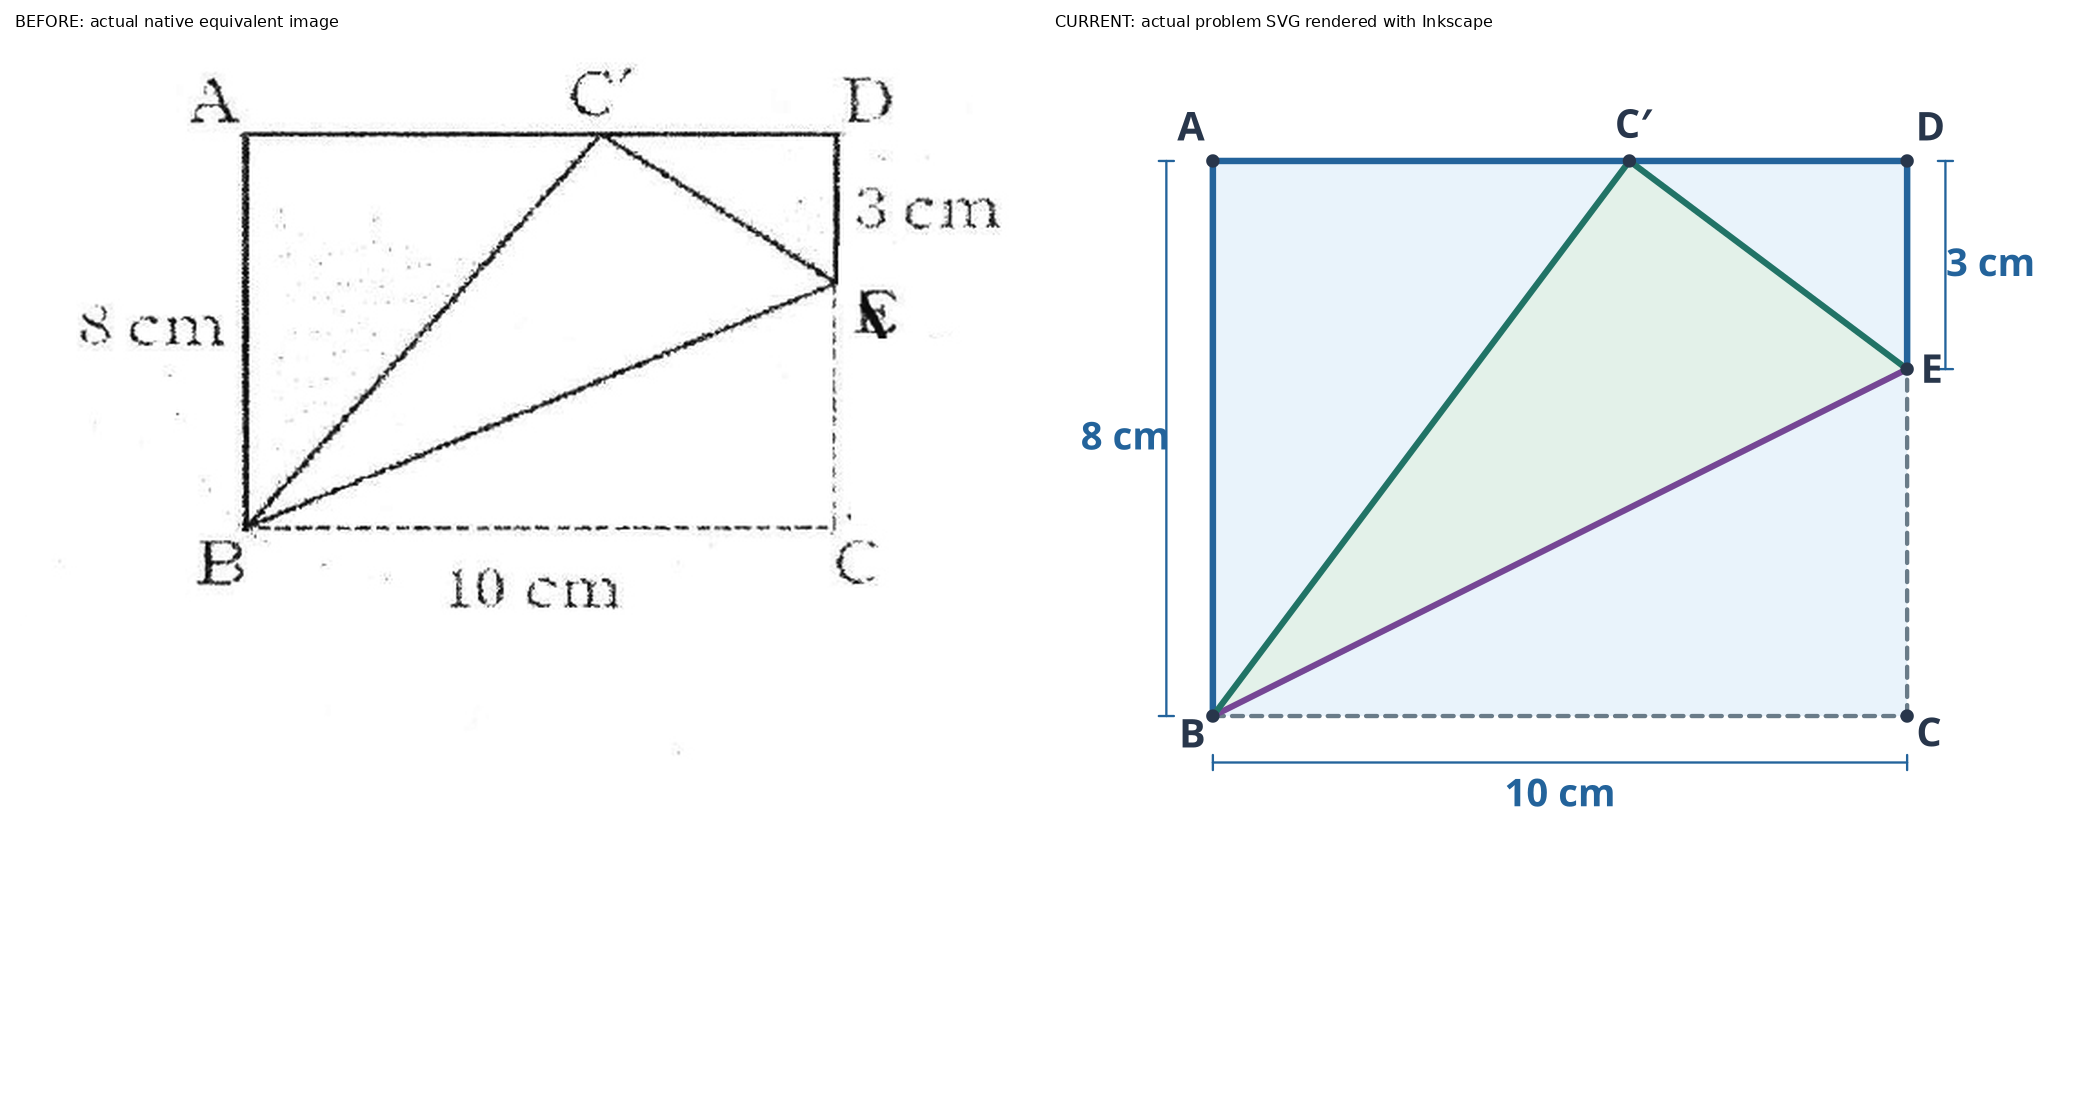 BEFORE: actual native equivalent image
A
C′
D
3 cm
8 cm
E
B
C
10 cm
CURRENT: actual problem SVG rendered with Inkscape
A
C′
D
3 cm
E
8 cm
B
C
10 cm